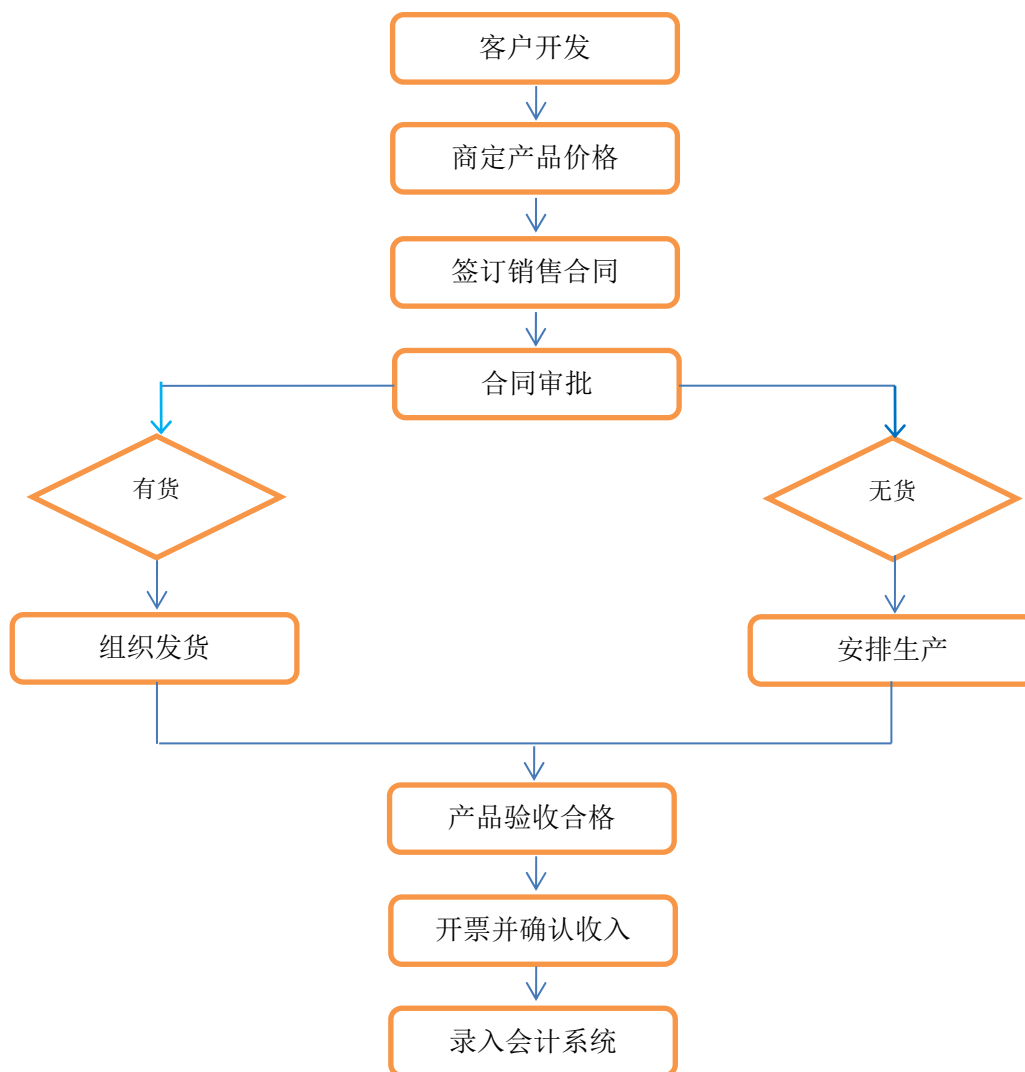 客户开发
商定产品价格
签订销售合同
合同审批
有货
无货
组织发货
安排生产
产品验收合格
开票并确认收入
录入会计系统